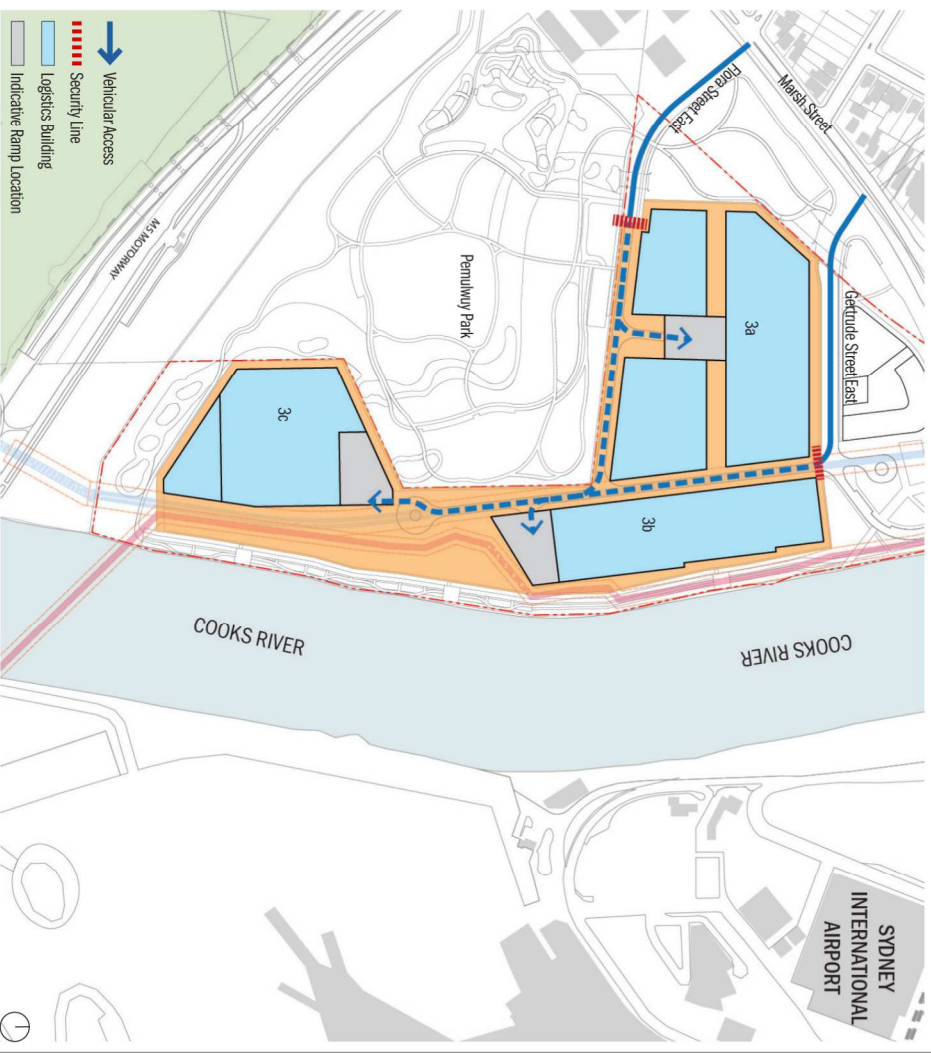 Marsh Street
Flora Street East
Gertrude Street East
3a
3b
3c
Pemulwuy Park
M5 MOTORWAY
COOKS RIVER
COOKS RIVER
SYDNEY
INTERNATIONAL
AIRPORT
Vehicular Access
Security Line
Logistics Building
Indicative Ramp Location